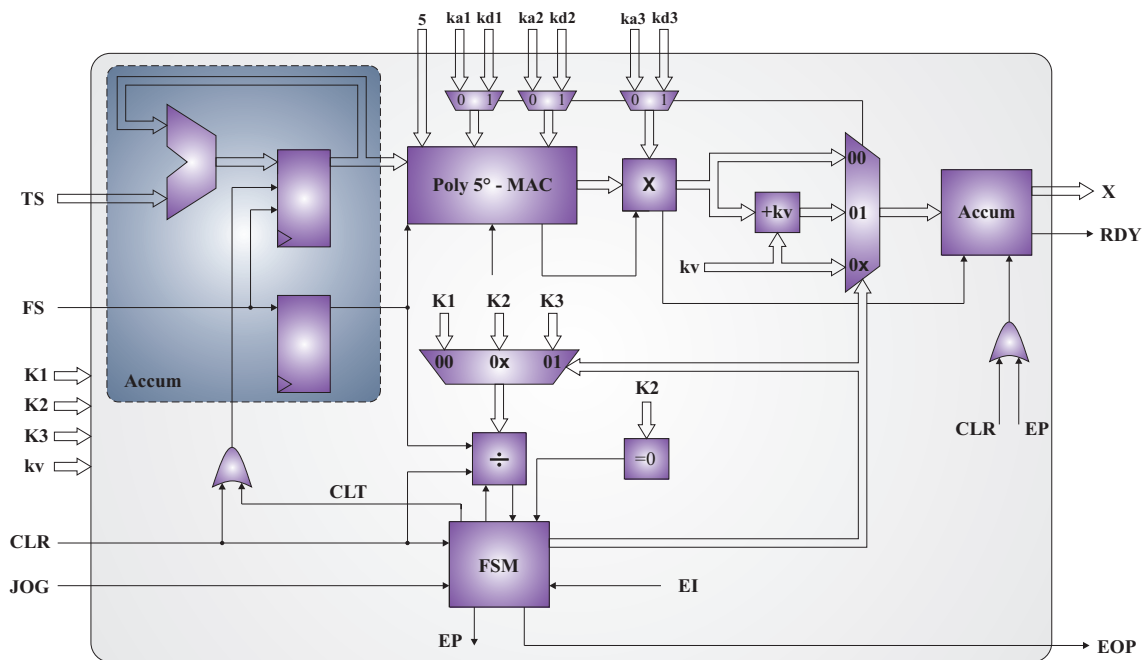 5 ka1 kd1 ka2 kd2 ka3 kd3
0 1 0 1 0 1
TS
Poly 5° - MAC
X
00
+kv
01
kv
0x
Accum
X
RDY
FS
K1 K2 K3
00 0x 01
Accum
K1
K2
K3
kv
K2
=0
CLR EP
÷
CLT
CLR
FSM
JOG
EI
EP
EOP